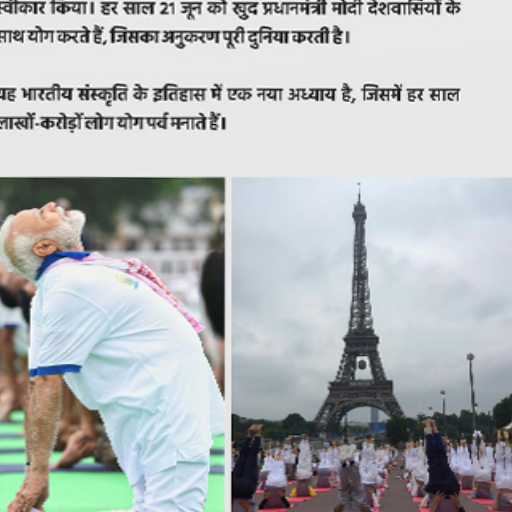 स्वीकार किया। हर साल 21 जून को खुद प्रधानमंत्री मोदी देशवासियों के
साथ योग करते हैं, जिसका अनुकरण पूरी दुनिया करती है।
यह भारतीय संस्कृति के इतिहास में एक नया अध्याय है, जिसमें हर साल
लाखों-करोड़ों लोग योग पर्व मनाते हैं।